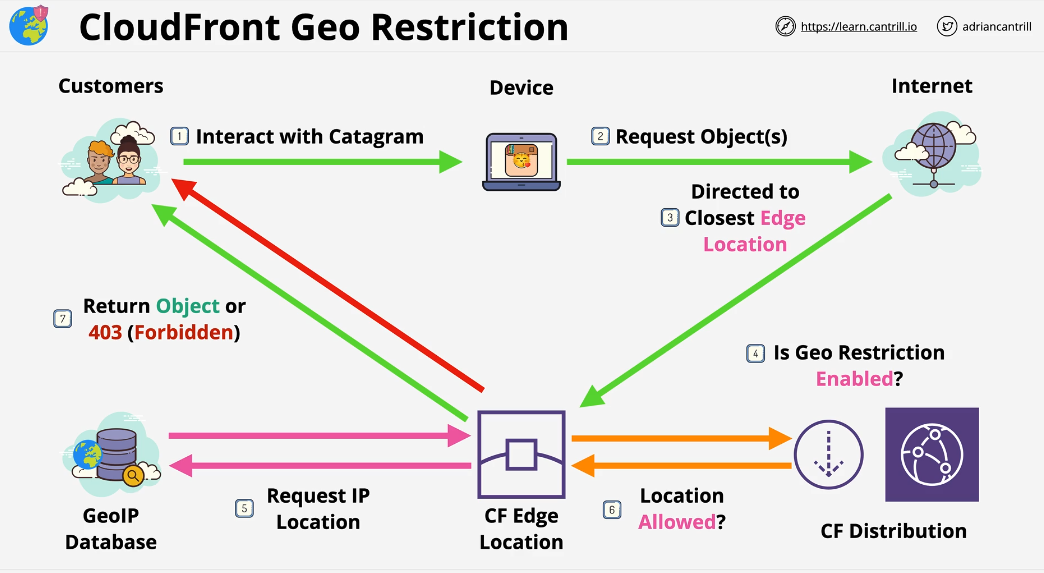 CloudFront Geo Restriction
https://learn.cantrill.io
adriancantrill
Customers
Device
Internet
1 Interact with Catagram
2 Request Object(s)
Directed to
3 Closest Edge
Location
7 Return Object or
403 (Forbidden)
4 Is Geo Restriction
Enabled?
GeoIP
Database
5 Request IP
Location
CF Edge
Location
6 Location
Allowed?
CF Distribution